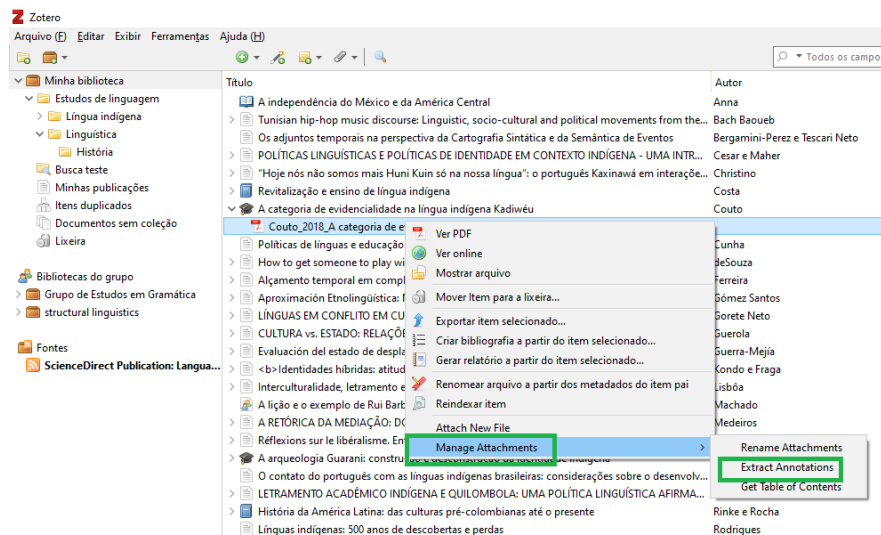 Zotero
Arquivo (F) Editar Exibir Ferramentas Ajuda (H)
Todos os campo
Minha biblioteca
Estudos de linguagem
Língua indígena
Linguística
História
Busca teste
Minhas publicações
Itens duplicados
Documentos sem coleção
Lixeira
Bibliotecas do grupo
Grupo de Estudos em Gramática
structural linguistics
Fontes
ScienceDirect Publication: Langua...
Título Autor
A independência do México e da América Central Anna
Tunisian hip-hop music discourse: Linguistic, socio-cultural and political movements from the... Bach Baoueb
Os adjuntos temporais na perspectiva da Cartografia Sintática e da Semântica de Eventos Bergamini-Perez e Tescari Neto
POLÍTICAS LINGUÍSTICAS E POLÍTICAS DE IDENTIDADE EM CONTEXTO INDÍGENA - UMA INTR... Cesar e Maher
"Hoje nós não somos mais Huni Kuin só na nossa língua": o português Kaxinawá em interaçõe... Christino
Revitalização e ensino de língua indígena Costa
A categoria de evidencialidade na língua indígena Kadiwéu Couto
Couto_2018_A categoria de e
Políticas de línguas e educação Cunha
How to get someone to play wi deSouza
Alçamento temporal em compl Ferreira
Aproximación Etnolingüística: Gómez Santos
LÍNGUAS EM CONFLITO EM CU Gorete Neto
CULTURA vs. ESTADO: RELAÇÕE Guerola
Evaluación del estado de despla Guerra-Mejía
<b>Identidades híbridas: atitud Kondo e Fraga
Interculturalidade, letramento e Lisbôa
A lição e o exemplo de Rui Barb Machado
A RETÓRICA DA MEDIAÇÃO: DO Medeiros
Réflexions sur le libéralisme. En
A arqueologia Guarani: construção e desconstrução da identidade indígena
O contato do português com as línguas indígenas brasileiras: considerações sobre o desenvolv...
LETRAMENTO ACADÊMICO INDÍGENA E QUILOMBOLA: UMA POLÍTICA LINGUÍSTICA AFIRMA...
História da América Latina: das culturas pré-colombianas até o presente Rinke e Rocha
Línguas indígenas: 500 anos de descobertas e perdas Rodrigues
Ver PDF
Ver online
Mostrar arquivo
Mover Item para a lixeira...
Exportar item selecionado...
Criar bibliografia a partir do item selecionado...
Gerar relatório a partir do item selecionado...
Renomear arquivo a partir dos metadados do item pai
Reindexar item
Attach New File
Manage Attachments
Rename Attachments
Extract Annotations
Get Table of Contents